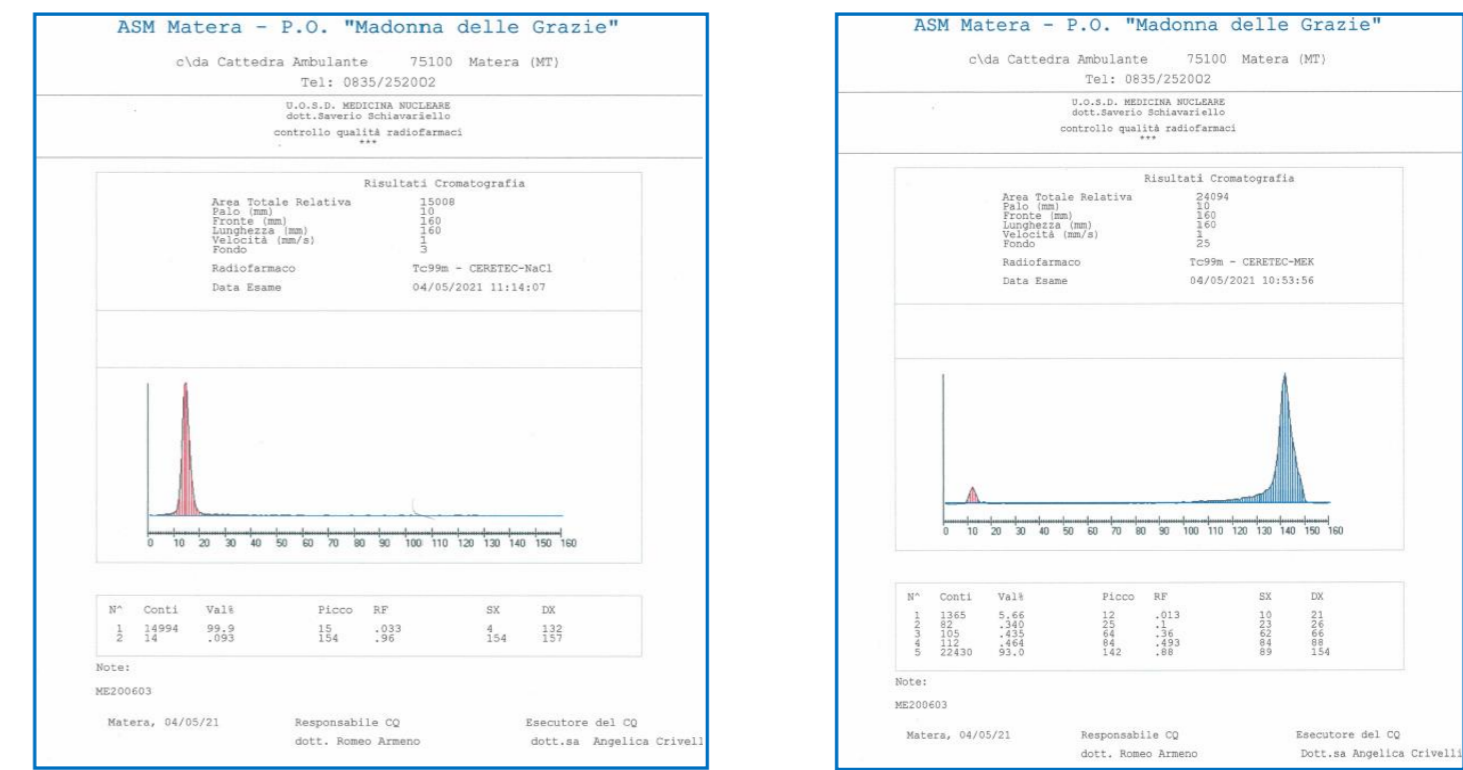 ASM Matera - P.O. "Madonna delle Grazie"
c\da Cattedra Ambulante 75100 Matera (MT)
Tel: 0835/252002
U.O.S.D. MEDICINA NUCLEARE
dott.Saverio Schiavariello
controllo qualità radiofarmaci
***
Risultati Cromatografia
Area Totale Relativa 15008
Palo (mm) 10
Fronte (mm) 160
Lunghezza (mm) 160
Velocità (mm/s) 1
Fondo 3
Radiofarmaco Tc99m - CERETEC-NaCl
Data Esame 04/05/2021 11:14:07
0 10 20 30 40 50 60 70 80 90 100 110 120 130 140 150 160
N^ Conti Val% Picco RF SX DX
1 14994 99.9 15 .033 4 132
2 14 .093 154 .96 154 157
Note:
ME200603
Matera, 04/05/21 Responsabile CQ Esecutore del CQ
dott. Romeo Armeno dott.sa Angelica Crivell
ASM Matera - P.O. "Madonna delle Grazie"
c\da Cattedra Ambulante 75100 Matera (MT)
Tel: 0835/252002
U.O.S.D. MEDICINA NUCLEARE
dott.Saverio Schiavariello
controllo qualità radiofarmaci
***
Risultati Cromatografia
Area Totale Relativa 24094
Palo (mm) 10
Fronte (mm) 160
Lunghezza (mm) 160
Velocità (mm/s) 1
Fondo 25
Radiofarmaco Tc99m - CERETEC-MEK
Data Esame 04/05/2021 10:53:56
0 10 20 30 40 50 60 70 80 90 100 110 120 130 140 150 160
N^ Conti Val% Picco RF SX DX
1 1365 5.66 12 .013 10 21
2 82 .340 25 .1 23 26
3 105 .435 64 .36 62 66
4 112 .464 84 .493 84 88
5 22430 93.0 142 .88 89 154
Note:
ME200603
Matera, 04/05/21 Responsabile CQ Esecutore del CQ
dott. Romeo Armeno Dott.sa Angelica Crivelli